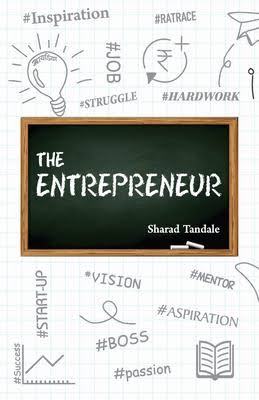 #Inspiration
#RATRACE
#JOB
#STRUGGLE
#HARDWORK
THE
ENTREPRENEUR
Sharad Tandale
#VISION
#MENTOR
#START-UP
#ASPIRATION
#BOSS
#Success
#passion